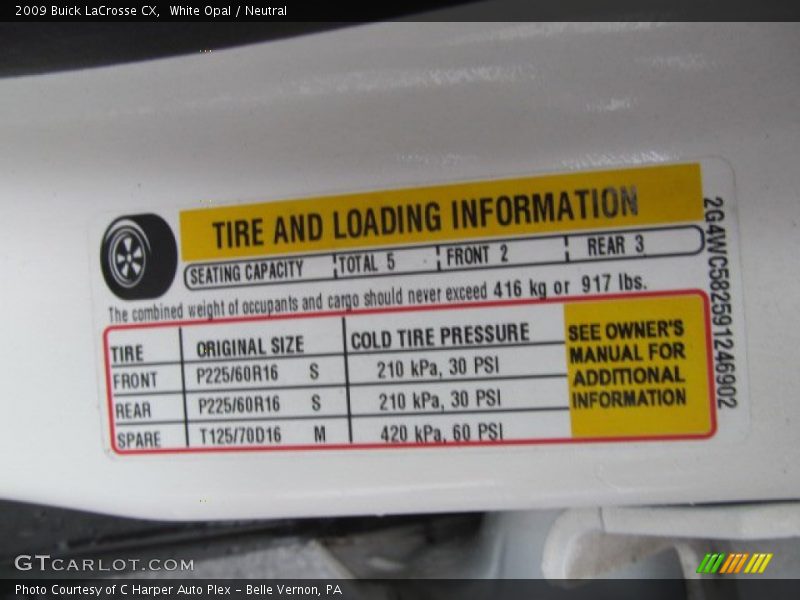 2009 Buick LaCrosse CX,  White Opal / Neutral
TIRE AND LOADING INFORMATION
SEATING CAPACITY TOTAL 5 FRONT 2 REAR 3
The combined weight of occupants and cargo should never exceed 416 kg or 917 lbs.
TIRE ORIGINAL SIZE COLD TIRE PRESSURE
FRONT P225/60R16 S 210 kPa, 30 PSI
REAR P225/60R16 S 210 kPa, 30 PSI
SPARE T125/70D16 M 420 kPa, 60 PSI
SEE OWNER'S
MANUAL FOR
ADDITIONAL
INFORMATION
2G4WC582591246902
GTCARLOT.COM
Photo Courtesy of C Harper Auto Plex - Belle Vernon, PA